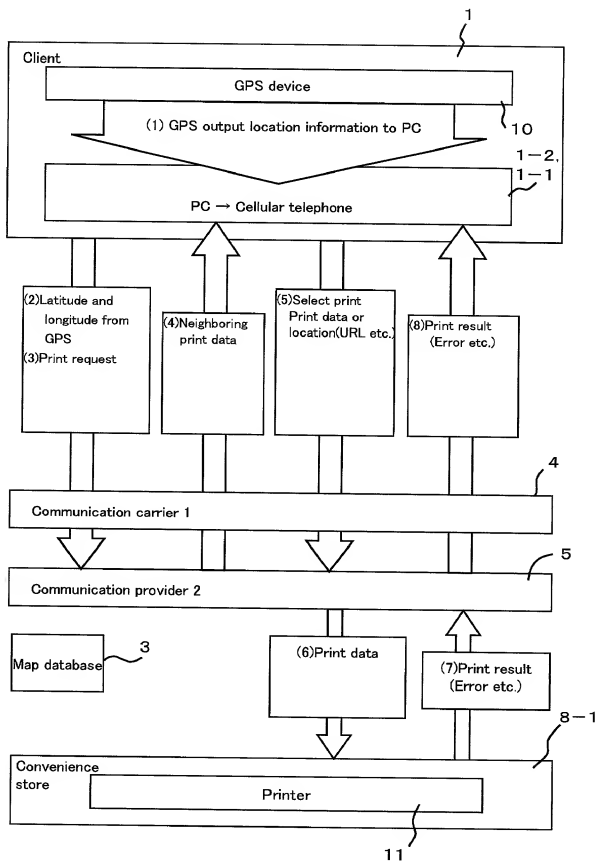 1
Client
GPS device
(1) GPS output location information to PC
10
1-2,
1-1
PC → Cellular telephone
(2)Latitude and
longitude from
GPS
(3)Print request
(4)Neighboring
print data
(5)Select print
Print data or
location(URL etc.)
(8)Print result
(Error etc.)
4
Communication carrier 1
5
Communication provider 2
Map database
3
(6)Print data
(7)Print result
(Error etc.)
8-1
Convenience
store
Printer
11